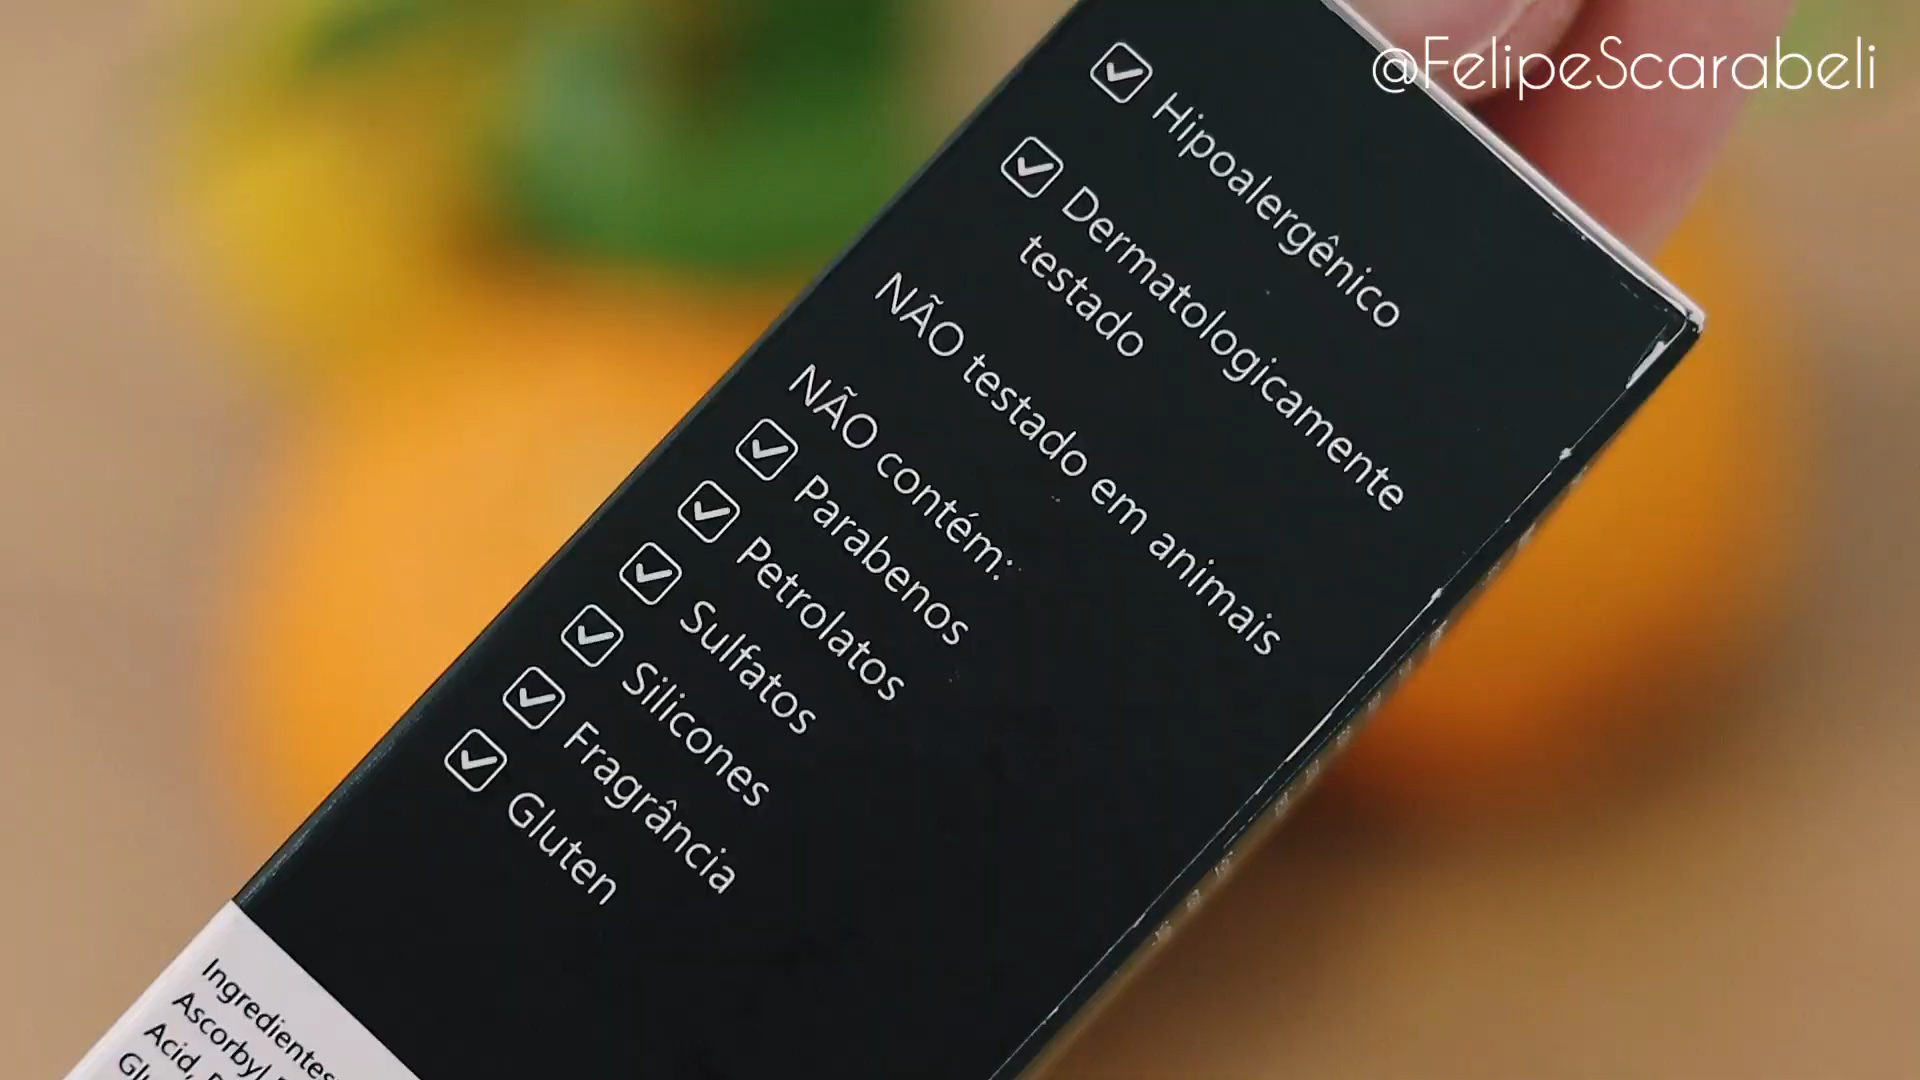 @FelipeScarabeli
Hipoalergênico
Dermatologicamente
testado
NÃO testado em animais
NÃO contém:
Parabenos
Petrolatos
Sulfatos
Silicones
Fragrância
Gluten
Ingredientes
Ascorbyl
Acid,